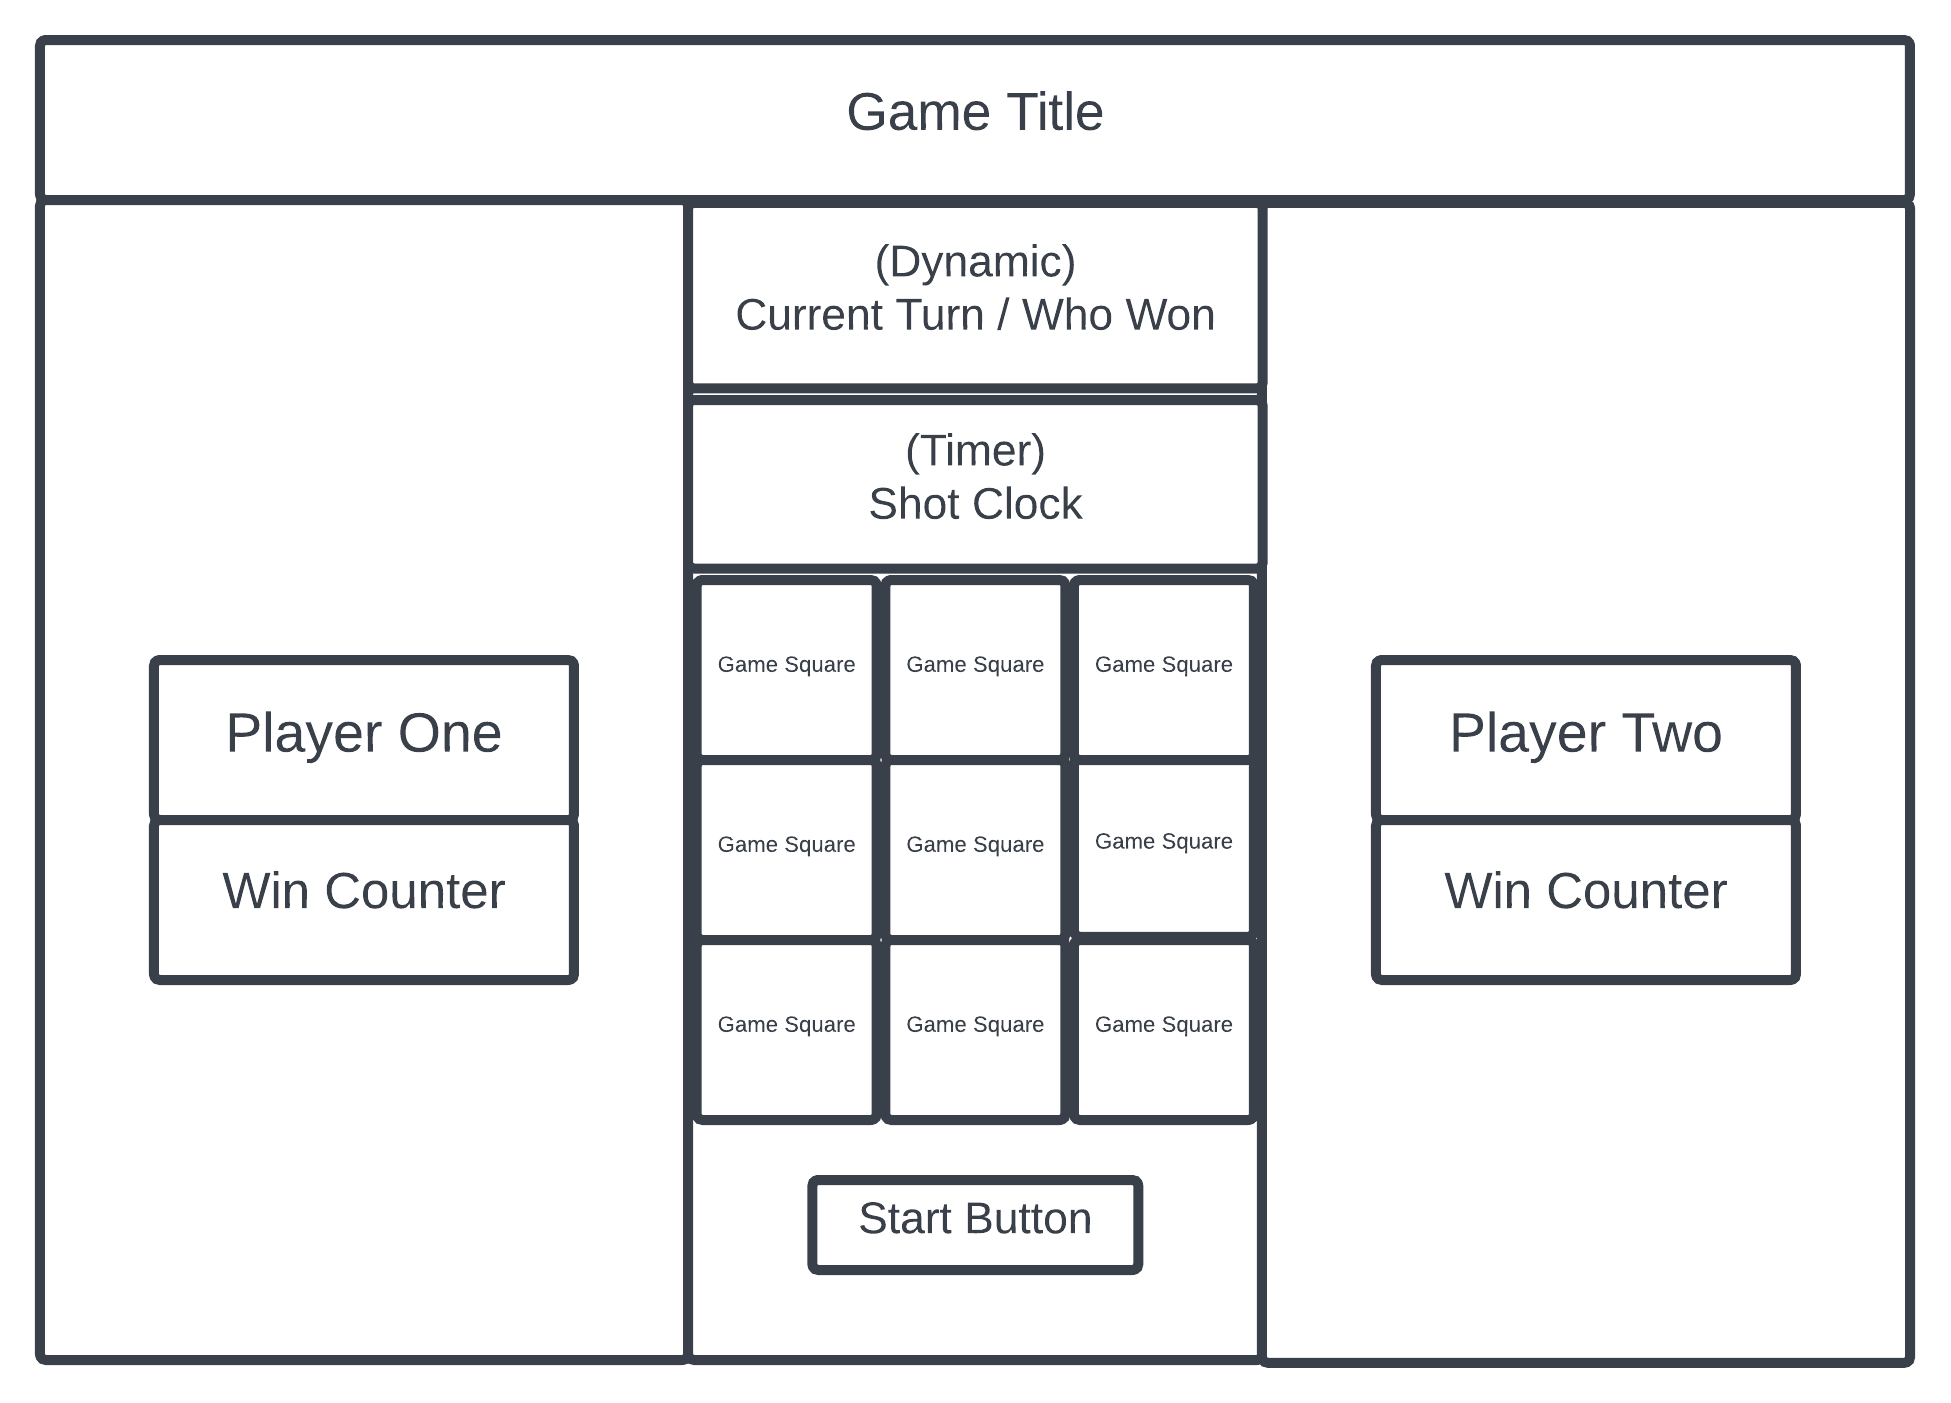 Game Title
(Dynamic)
Current Turn / Who Won
(Timer)
Shot Clock
Game Square
Game Square
Game Square
Player One
Player Two
Game Square
Game Square
Game Square
Win Counter
Win Counter
Game Square
Game Square
Game Square
Start Button